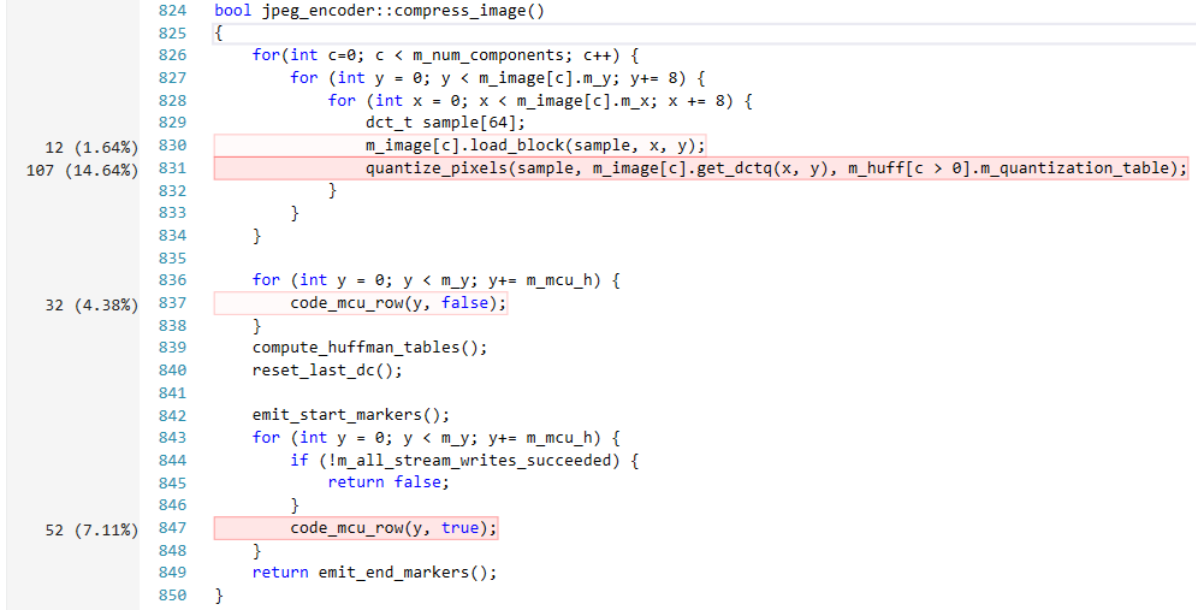 824 bool jpeg_encoder::compress_image()
825 {
826     for(int c=0; c < m_num_components; c++) {
827         for (int y = 0; y < m_image[c].m_y; y+= 8) {
828             for (int x = 0; x < m_image[c].m_x; x += 8) {
829                 dct_t sample[64];
12 (1.64%) 830                 m_image[c].load_block(sample, x, y);
107 (14.64%) 831                 quantize_pixels(sample, m_image[c].get_dctq(x, y), m_huff[c > 0].m_quantization_table);
832             }
833         }
834     }
835
836     for (int y = 0; y < m_y; y+= m_mcu_h) {
32 (4.38%) 837         code_mcu_row(y, false);
838     }
839     compute_huffman_tables();
840     reset_last_dc();
841
842     emit_start_markers();
843     for (int y = 0; y < m_y; y+= m_mcu_h) {
844         if (!m_all_stream_writes_succeeded) {
845             return false;
846         }
52 (7.11%) 847         code_mcu_row(y, true);
848     }
849     return emit_end_markers();
850 }